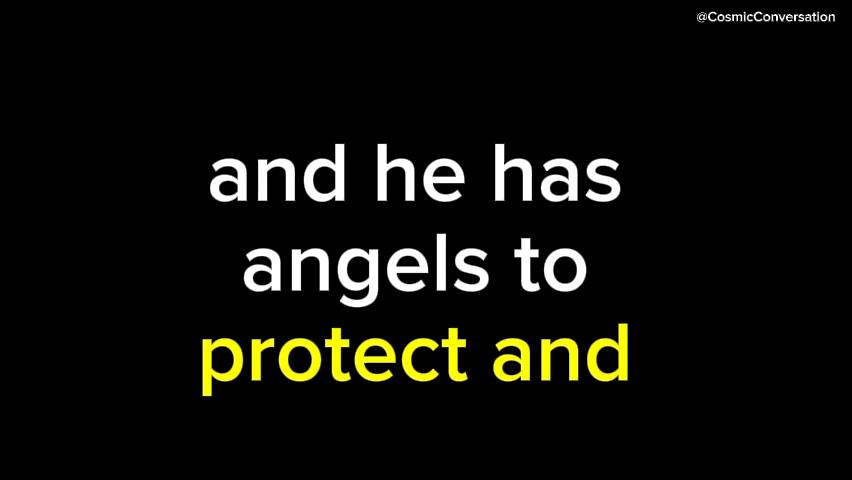 @CosmicConversation
and he has
angels to
protect and